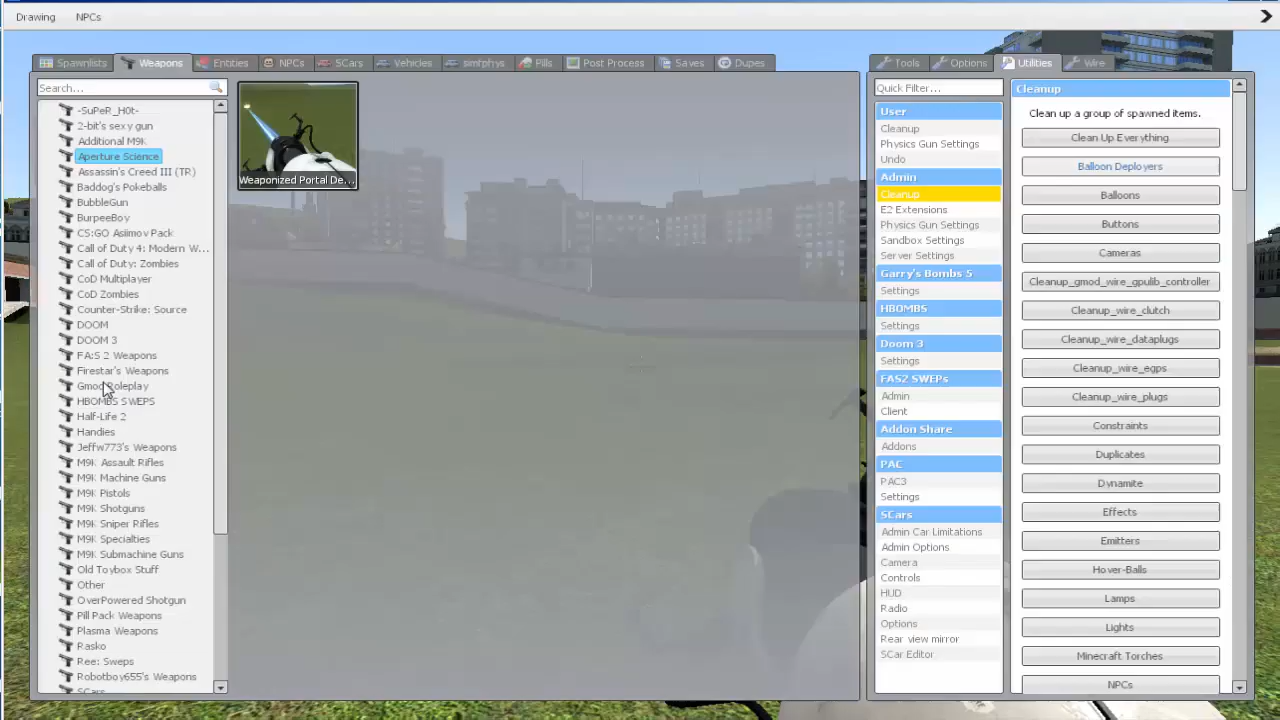 Drawing NPCs
Spawnlists Weapons Entities NPCs SCars Vehicles simfphys Pills Post Process Saves Dupes
Search...
-SuPeR_H0t-
2-bit's sexy gun
Additional M9K
Aperture Science
Assassin's Creed III (TR)
Baddog's Pokeballs
BubbleGun
BurpeeBoy
CS:GO Asiimov Pack
Call of Duty 4: Modern W...
Call of Duty: Zombies
CoD Multiplayer
CoD Zombies
Counter-Strike: Source
DOOM
DOOM 3
FA:S 2 Weapons
Firestar's Weapons
Gmod Roleplay
HBOMBS SWEPS
Half-Life 2
Handies
Jeffw773's Weapons
M9K Assault Rifles
M9K Machine Guns
M9K Pistols
M9K Shotguns
M9K Sniper Rifles
M9K Specialties
M9K Submachine Guns
Old Toybox Stuff
Other
OverPowered Shotgun
Pill Pack Weapons
Plasma Weapons
Rasko
Ree: Sweps
Robotboy655's Weapons
SCars
Weaponized Portal De...
Tools Options Utilities Wire
Quick Filter...
User
Cleanup
Physics Gun Settings
Undo
Admin
Cleanup
E2 Extensions
Physics Gun Settings
Sandbox Settings
Server Settings
Garry's Bombs 5
Settings
HBOMBS
Settings
Doom 3
Settings
FAS2 SWEPs
Admin
Client
Addon Share
Addons
PAC
PAC3
Settings
SCars
Admin Car Limitations
Admin Options
Camera
Controls
HUD
Radio
Options
Rear view mirror
SCar Editor
Cleanup
Clean up a group of spawned items.
Clean Up Everything
Balloon Deployers
Balloons
Buttons
Cameras
Cleanup_gmod_wire_gpulib_controller
Cleanup_wire_clutch
Cleanup_wire_dataplugs
Cleanup_wire_egps
Cleanup_wire_plugs
Constraints
Duplicates
Dynamite
Effects
Emitters
Hover-Balls
Lamps
Lights
Minecraft Torches
NPCs